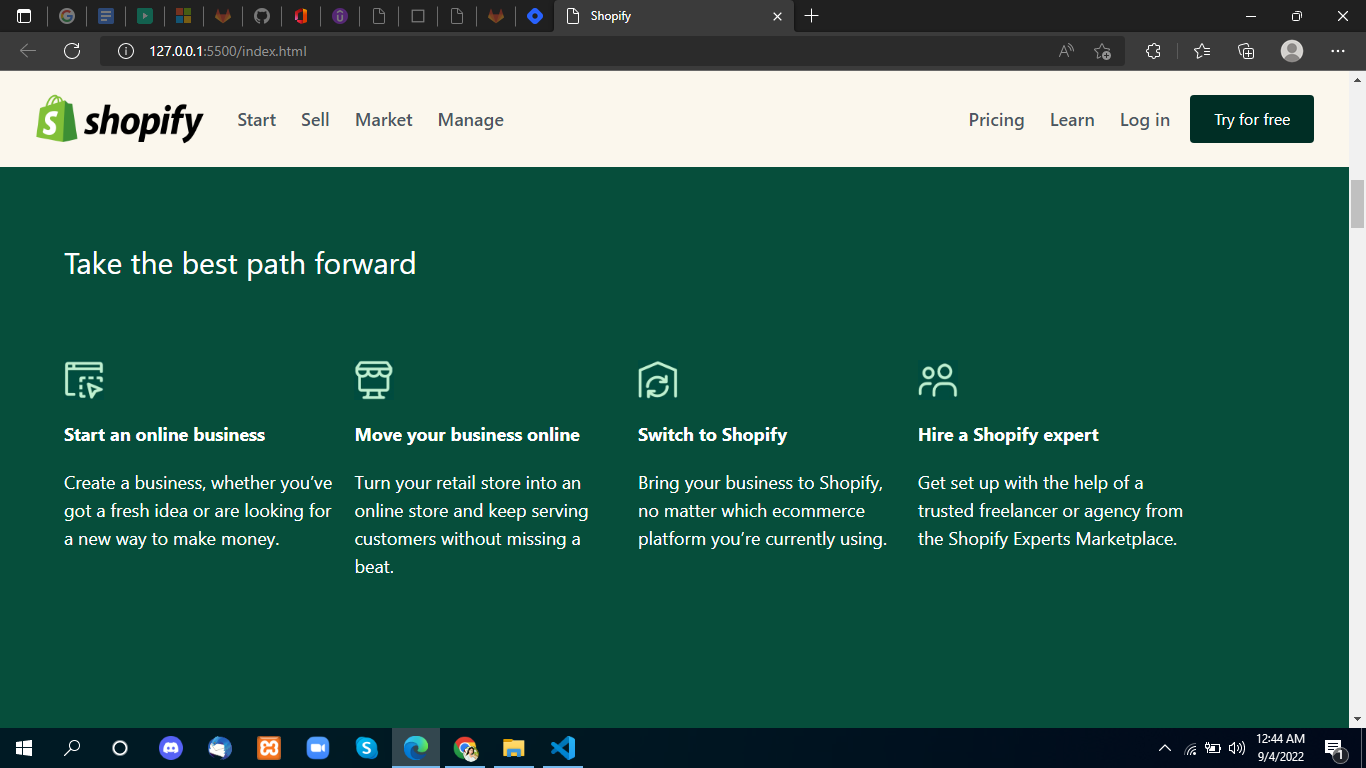 Shopify
127.0.0.1:5500/index.html
shopify
Start Sell Market Manage
Pricing Learn Log in Try for free
Take the best path forward
Start an online business
Create a business, whether you’ve
got a fresh idea or are looking for
a new way to make money.
Move your business online
Turn your retail store into an
online store and keep serving
customers without missing a
beat.
Switch to Shopify
Bring your business to Shopify,
no matter which ecommerce
platform you’re currently using.
Hire a Shopify expert
Get set up with the help of a
trusted freelancer or agency from
the Shopify Experts Marketplace.
12:44 AM
9/4/2022
1